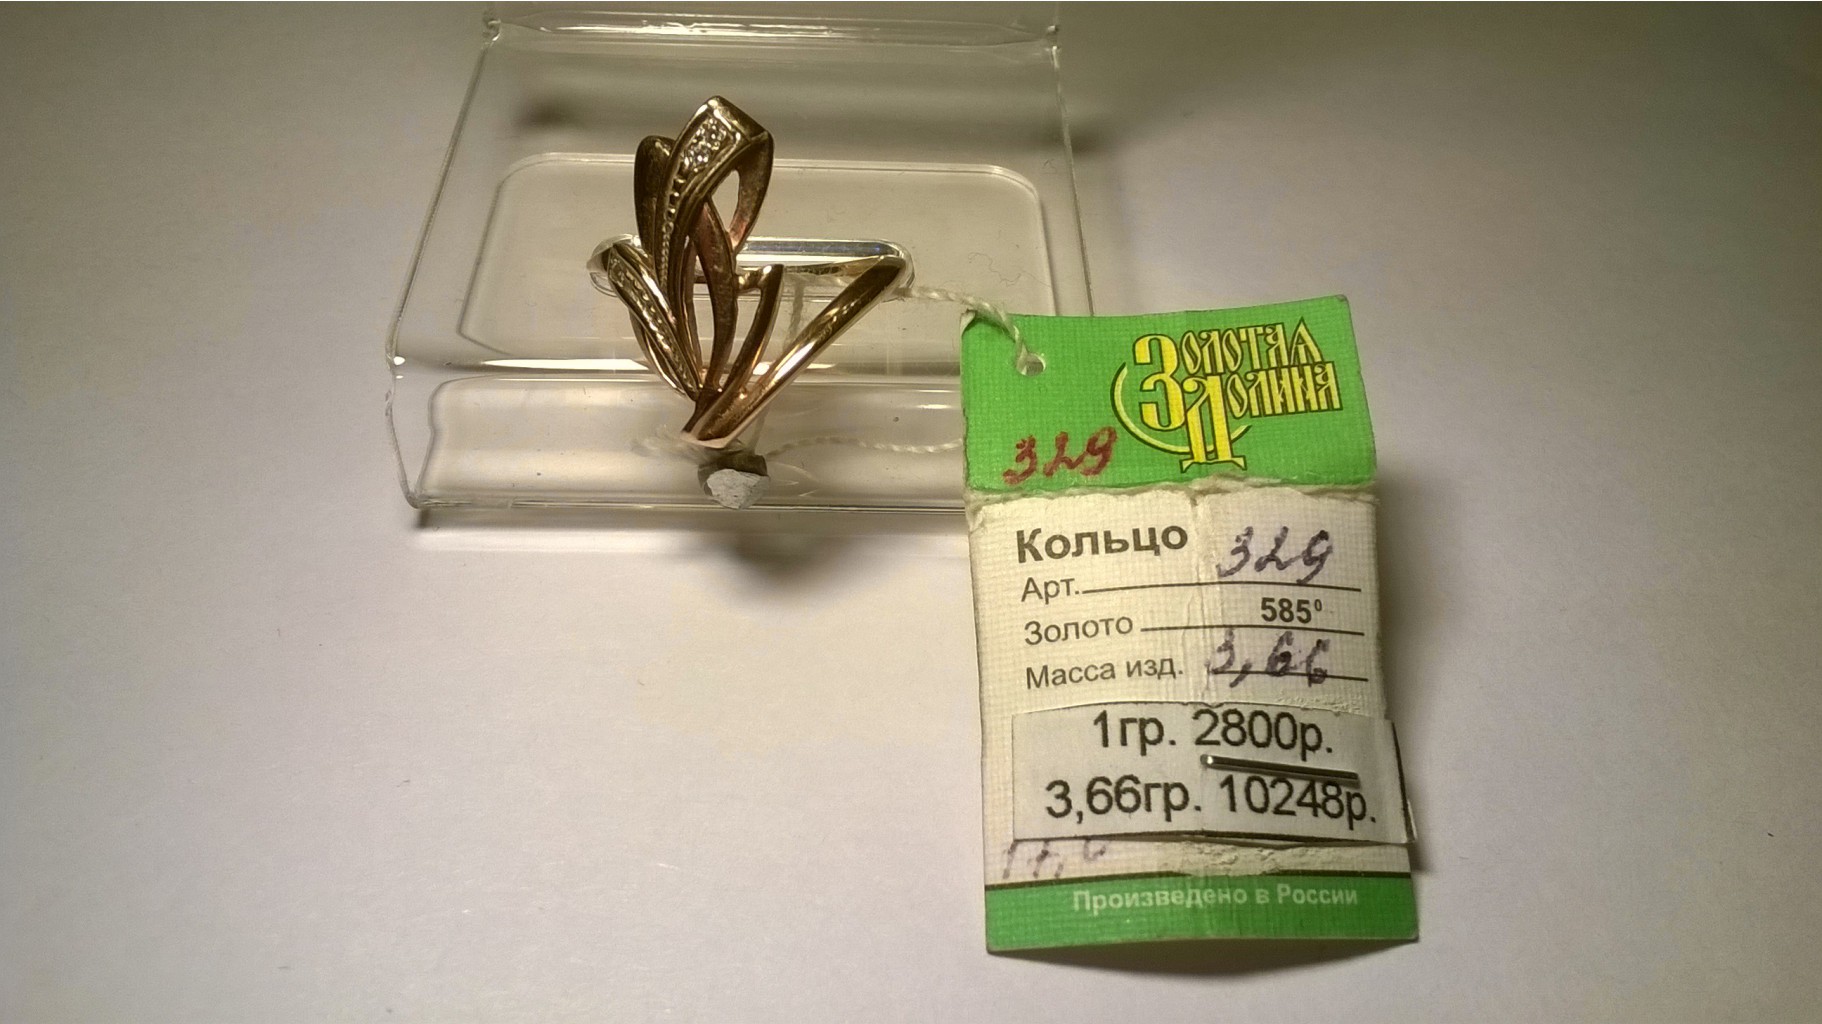 Золотая
Долина
329
Кольцо
Арт. 329
Золото 585°
Масса изд. 3,66
1гр. 2800р.
3,66гр. 10248р.
Произведено в России